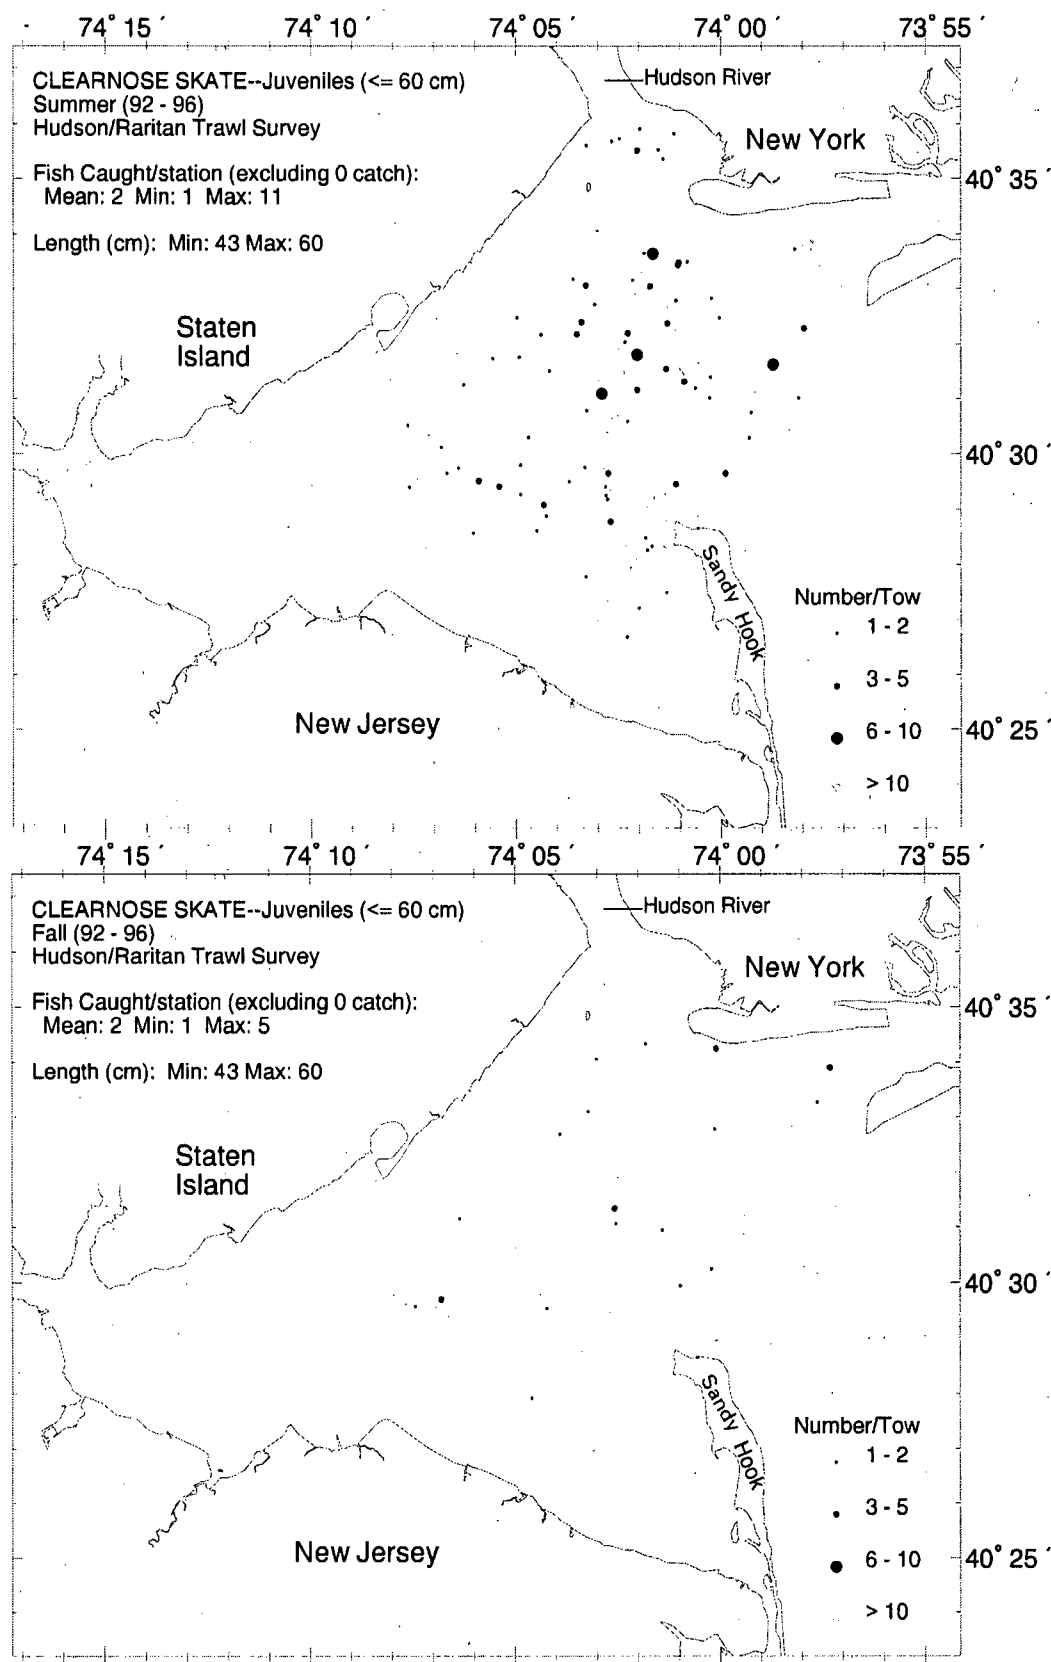 74° 15 ′ 74° 10 ′ 74° 05 ′ 74° 00 ′ 73° 55 ′
CLEARNOSE SKATE--Juveniles (<= 60 cm)
Summer (92 - 96)
Hudson/Raritan Trawl Survey
Fish Caught/station (excluding 0 catch):
Mean: 2 Min: 1 Max: 11
Length (cm): Min: 43 Max: 60
Hudson River
New York
40° 35 ′
Staten
Island
40° 30 ′
Sandy Hook
Number/Tow
1 - 2
3 - 5
6 - 10
> 10
New Jersey
40° 25 ′
74° 15 ′ 74° 10 ′ 74° 05 ′ 74° 00 ′ 73° 55 ′
CLEARNOSE SKATE--Juveniles (<= 60 cm)
Fall (92 - 96)
Hudson/Raritan Trawl Survey
Fish Caught/station (excluding 0 catch):
Mean: 2 Min: 1 Max: 5
Length (cm): Min: 43 Max: 60
Hudson River
New York
40° 35 ′
Staten
Island
40° 30 ′
Sandy Hook
Number/Tow
1 - 2
3 - 5
6 - 10
> 10
New Jersey
40° 25 ′